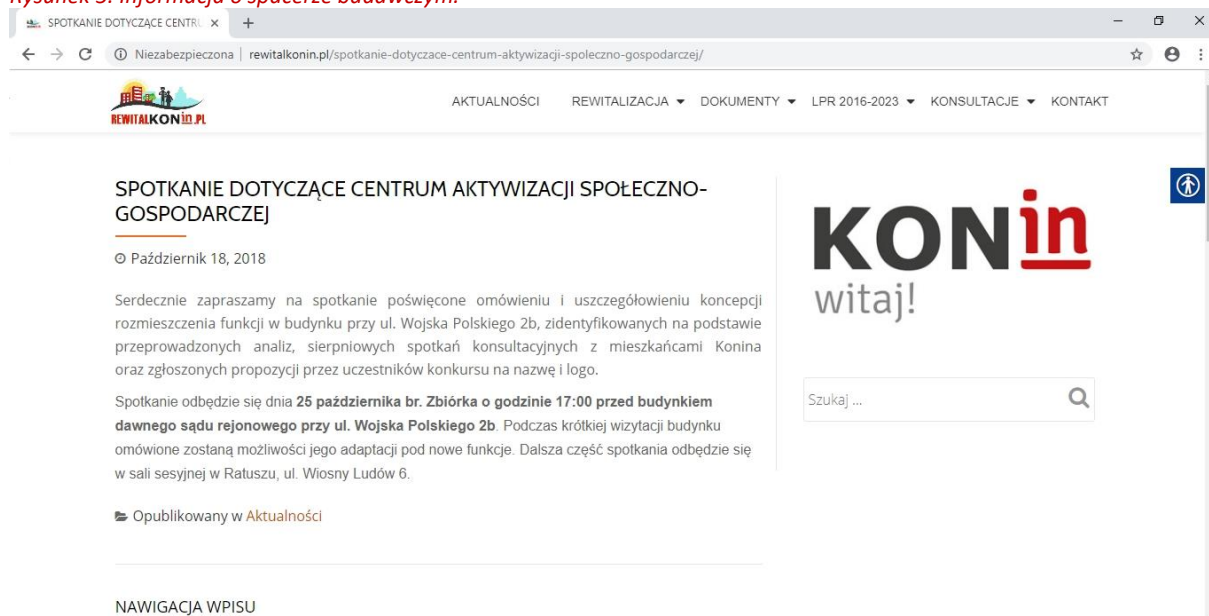 Rysunek 5. Informacja o spacerze badawczym.
SPOTKANIE DOTYCZĄCE CENTRU
Niezabezpieczona | rewitalkonin.pl/spotkanie-dotyczace-centrum-aktywizacji-spoleczno-gospodarczej/
REWITALKONin.PL
AKTUALNOŚCI REWITALIZACJA DOKUMENTY LPR 2016-2023 KONSULTACJE KONTAKT
SPOTKANIE DOTYCZĄCE CENTRUM AKTYWIZACJI SPOŁECZNO-
GOSPODARCZEJ
Październik 18, 2018
Serdecznie zapraszamy na spotkanie poświęcone omówieniu i uszczegółowieniu koncepcji
rozmieszczenia funkcji w budynku przy ul. Wojska Polskiego 2b, zidentyfikowanych na podstawie
przeprowadzonych analiz, sierpniowych spotkań konsultacyjnych z mieszkańcami Konina
oraz zgłoszonych propozycji przez uczestników konkursu na nazwę i logo.
Spotkanie odbędzie się dnia 25 października br. Zbiórka o godzinie 17:00 przed budynkiem
dawnego sądu rejonowego przy ul. Wojska Polskiego 2b. Podczas krótkiej wizytacji budynku
omówione zostaną możliwości jego adaptacji pod nowe funkcje. Dalsza część spotkania odbędzie się
w sali sesyjnej w Ratuszu, ul. Wiosny Ludów 6.
Opublikowany w Aktualności
NAWIGACJA WPISU
KONin
witaj!
Szukaj ...